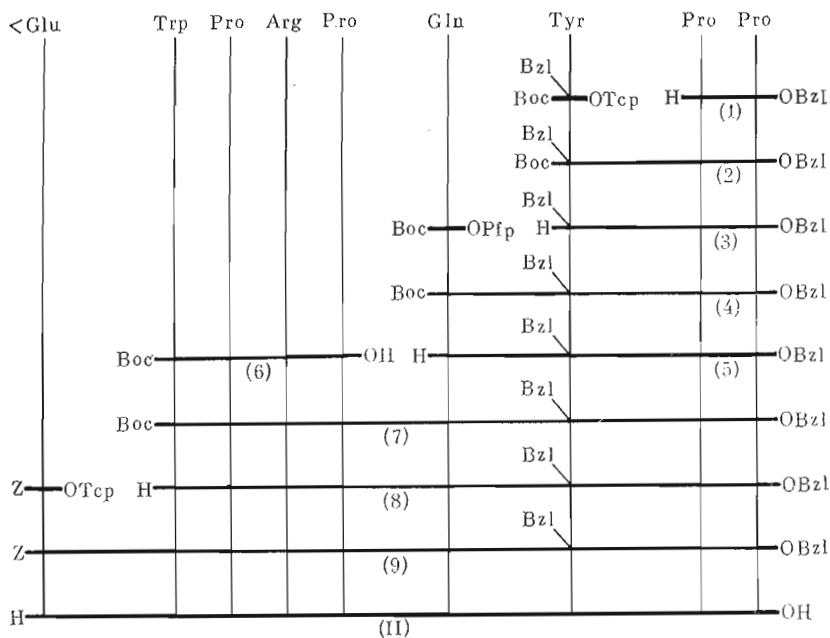 <Glu Trp Pro Arg Pro Gln Tyr Pro Pro
Bzl
Boc OTcp H (1) OBzl
Bzl
Boc (2) OBzl
Bzl
Boc OPfp H (3) OBzl
Bzl
Boc (4) OBzl
Bzl
Boc (6) OH H (5) OBzl
Bzl
Boc (7) OBzl
Bzl
Z OTcp H (8) OBzl
Bzl
Z (9) OBzl
H (II) OH